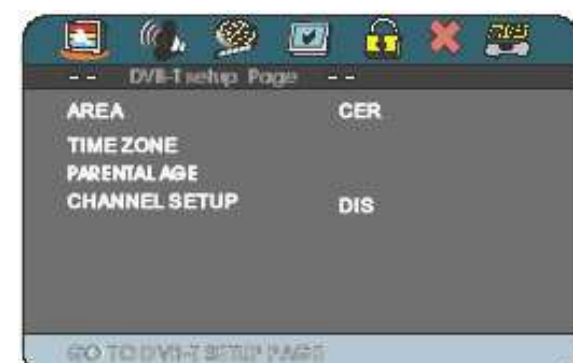 -- DVB-T setup Page --
AREA CER
TIME ZONE
PARENTAL AGE
CHANNEL SETUP DIS
GO TO DVB-T SETUP PAGE